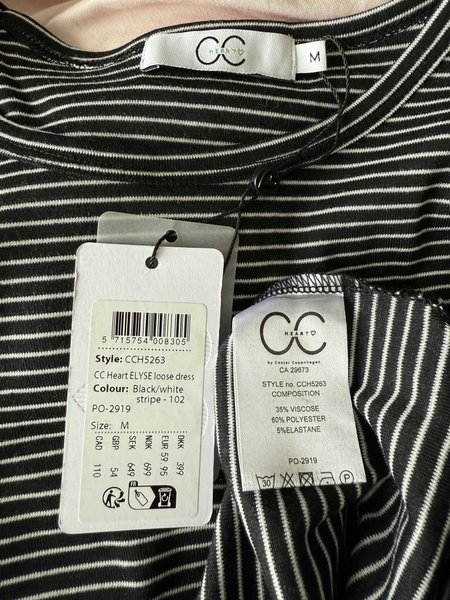 CC
HEART
M
5 715754 008305
Style: CCH5263
CC Heart ELYSE loose dress
Colour: Black/white
stripe - 102
PO-2919
Size: M
DKK 399
EUR 59.95
NOK 699
SEK 649
GBP 54
CAD 110
CC
HEART
by Coster Copenhagen
CA 29673
STYLE no. CCH5263
COMPOSITION
35% VISCOSE
60% POLYESTER
5%ELASTANE
PO-2919
30
P